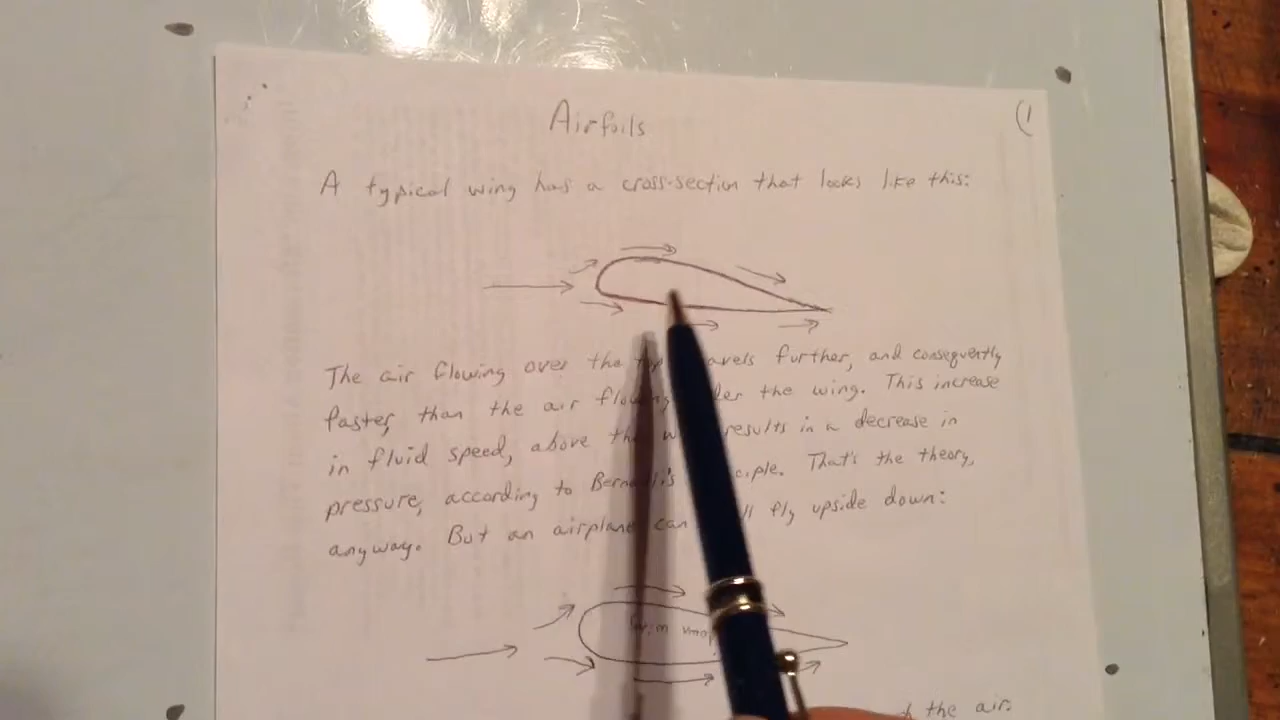 Airfoils
(1
A typical wing has a cross-section that looks like this:
The air flowing over the travels further, and consequently
faster, than the air flowing the wing. This increase
in fluid speed, above results in a decrease in
pressure, according to That's the theory,
anyway. But an airplane can fly upside down:
the air: